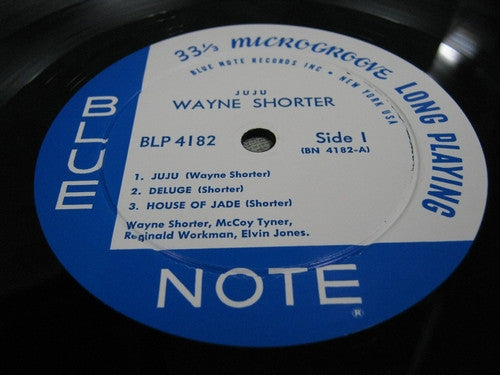 33⅓ MICROGROOVE LONG PLAYING
BLUE NOTE RECORDS INC • NEW YORK USA
JUJU
WAYNE SHORTER
BLP 4182
Side 1
(BN 4182-A)
1. JUJU (Wayne Shorter)
2. DELUGE (Shorter)
3. HOUSE OF JADE (Shorter)
Wayne Shorter, McCoy Tyner,
Reginald Workman, Elvin Jones.
BLUE
NOTE
®